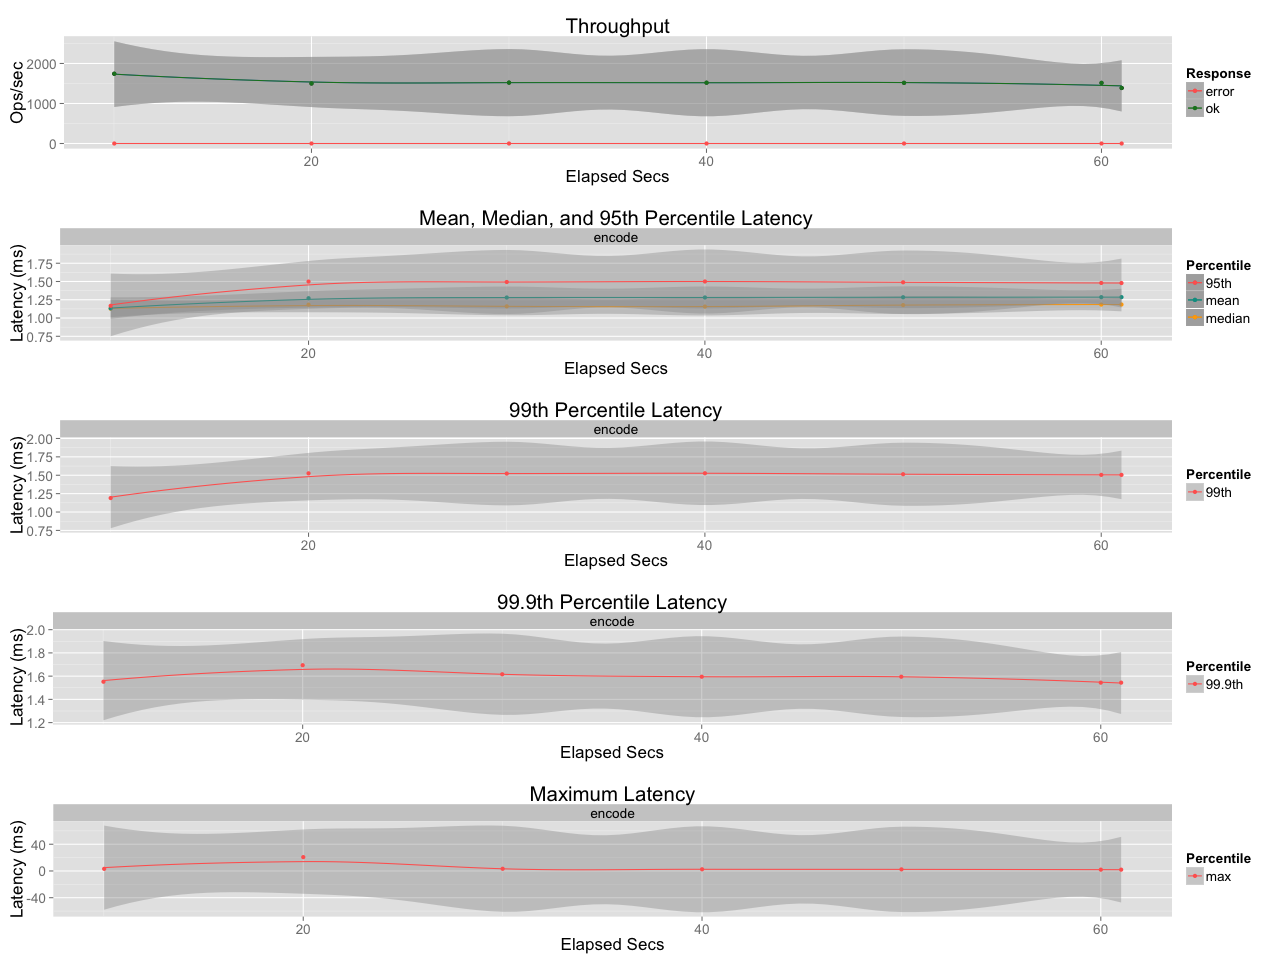 Throughput
Ops/sec
2000
1000
0
20
40
60
Elapsed Secs
Response
error
ok
Mean, Median, and 95th Percentile Latency
encode
Latency (ms)
1.75
1.50
1.25
1.00
0.75
20
40
60
Elapsed Secs
Percentile
95th
mean
median
99th Percentile Latency
encode
Latency (ms)
2.00
1.75
1.50
1.25
1.00
0.75
20
40
60
Elapsed Secs
Percentile
99th
99.9th Percentile Latency
encode
Latency (ms)
2.0
1.8
1.6
1.4
1.2
20
40
60
Elapsed Secs
Percentile
99.9th
Maximum Latency
encode
Latency (ms)
40
0
-40
20
40
60
Elapsed Secs
Percentile
max